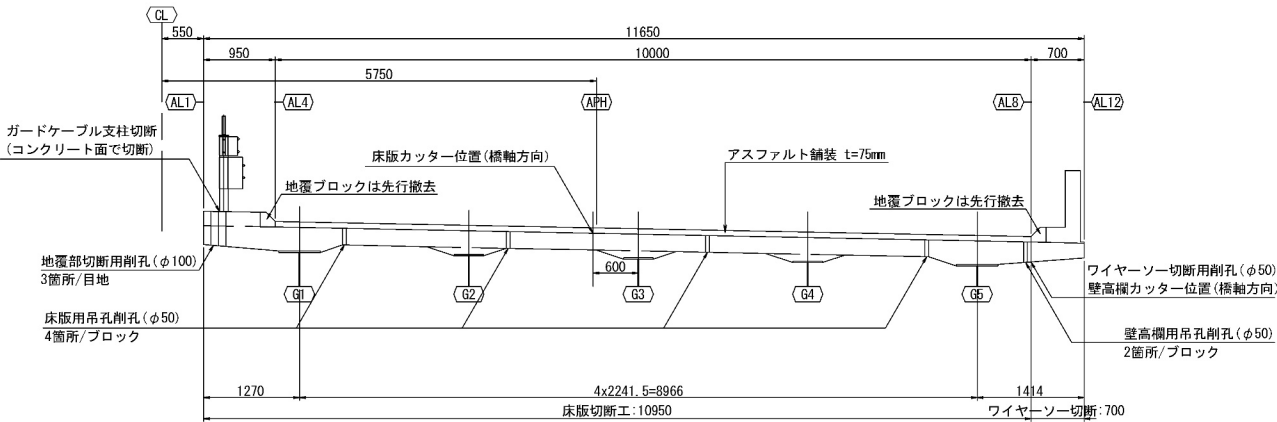 CL
550
11650
950
10000
700
5750
AL1
AL4
APH
AL8
AL12
ガードケーブル支柱切断
(コンクリート面で切断)
床版カッター位置(橋軸方向)
アスファルト舗装 t=75mm
地覆ブロックは先行撤去
地覆ブロックは先行撤去
地覆部切断用削孔(φ100)
3箇所/目地
600
ワイヤーソー切断用削孔(φ50)
壁高欄カッター位置(橋軸方向)
G1
G2
G3
G4
G5
床版用吊孔削孔(φ50)
4箇所/ブロック
壁高欄用吊孔削孔(φ50)
2箇所/ブロック
1270
4x2241.5=8966
1414
床版切断工:10950
ワイヤーソー切断:700